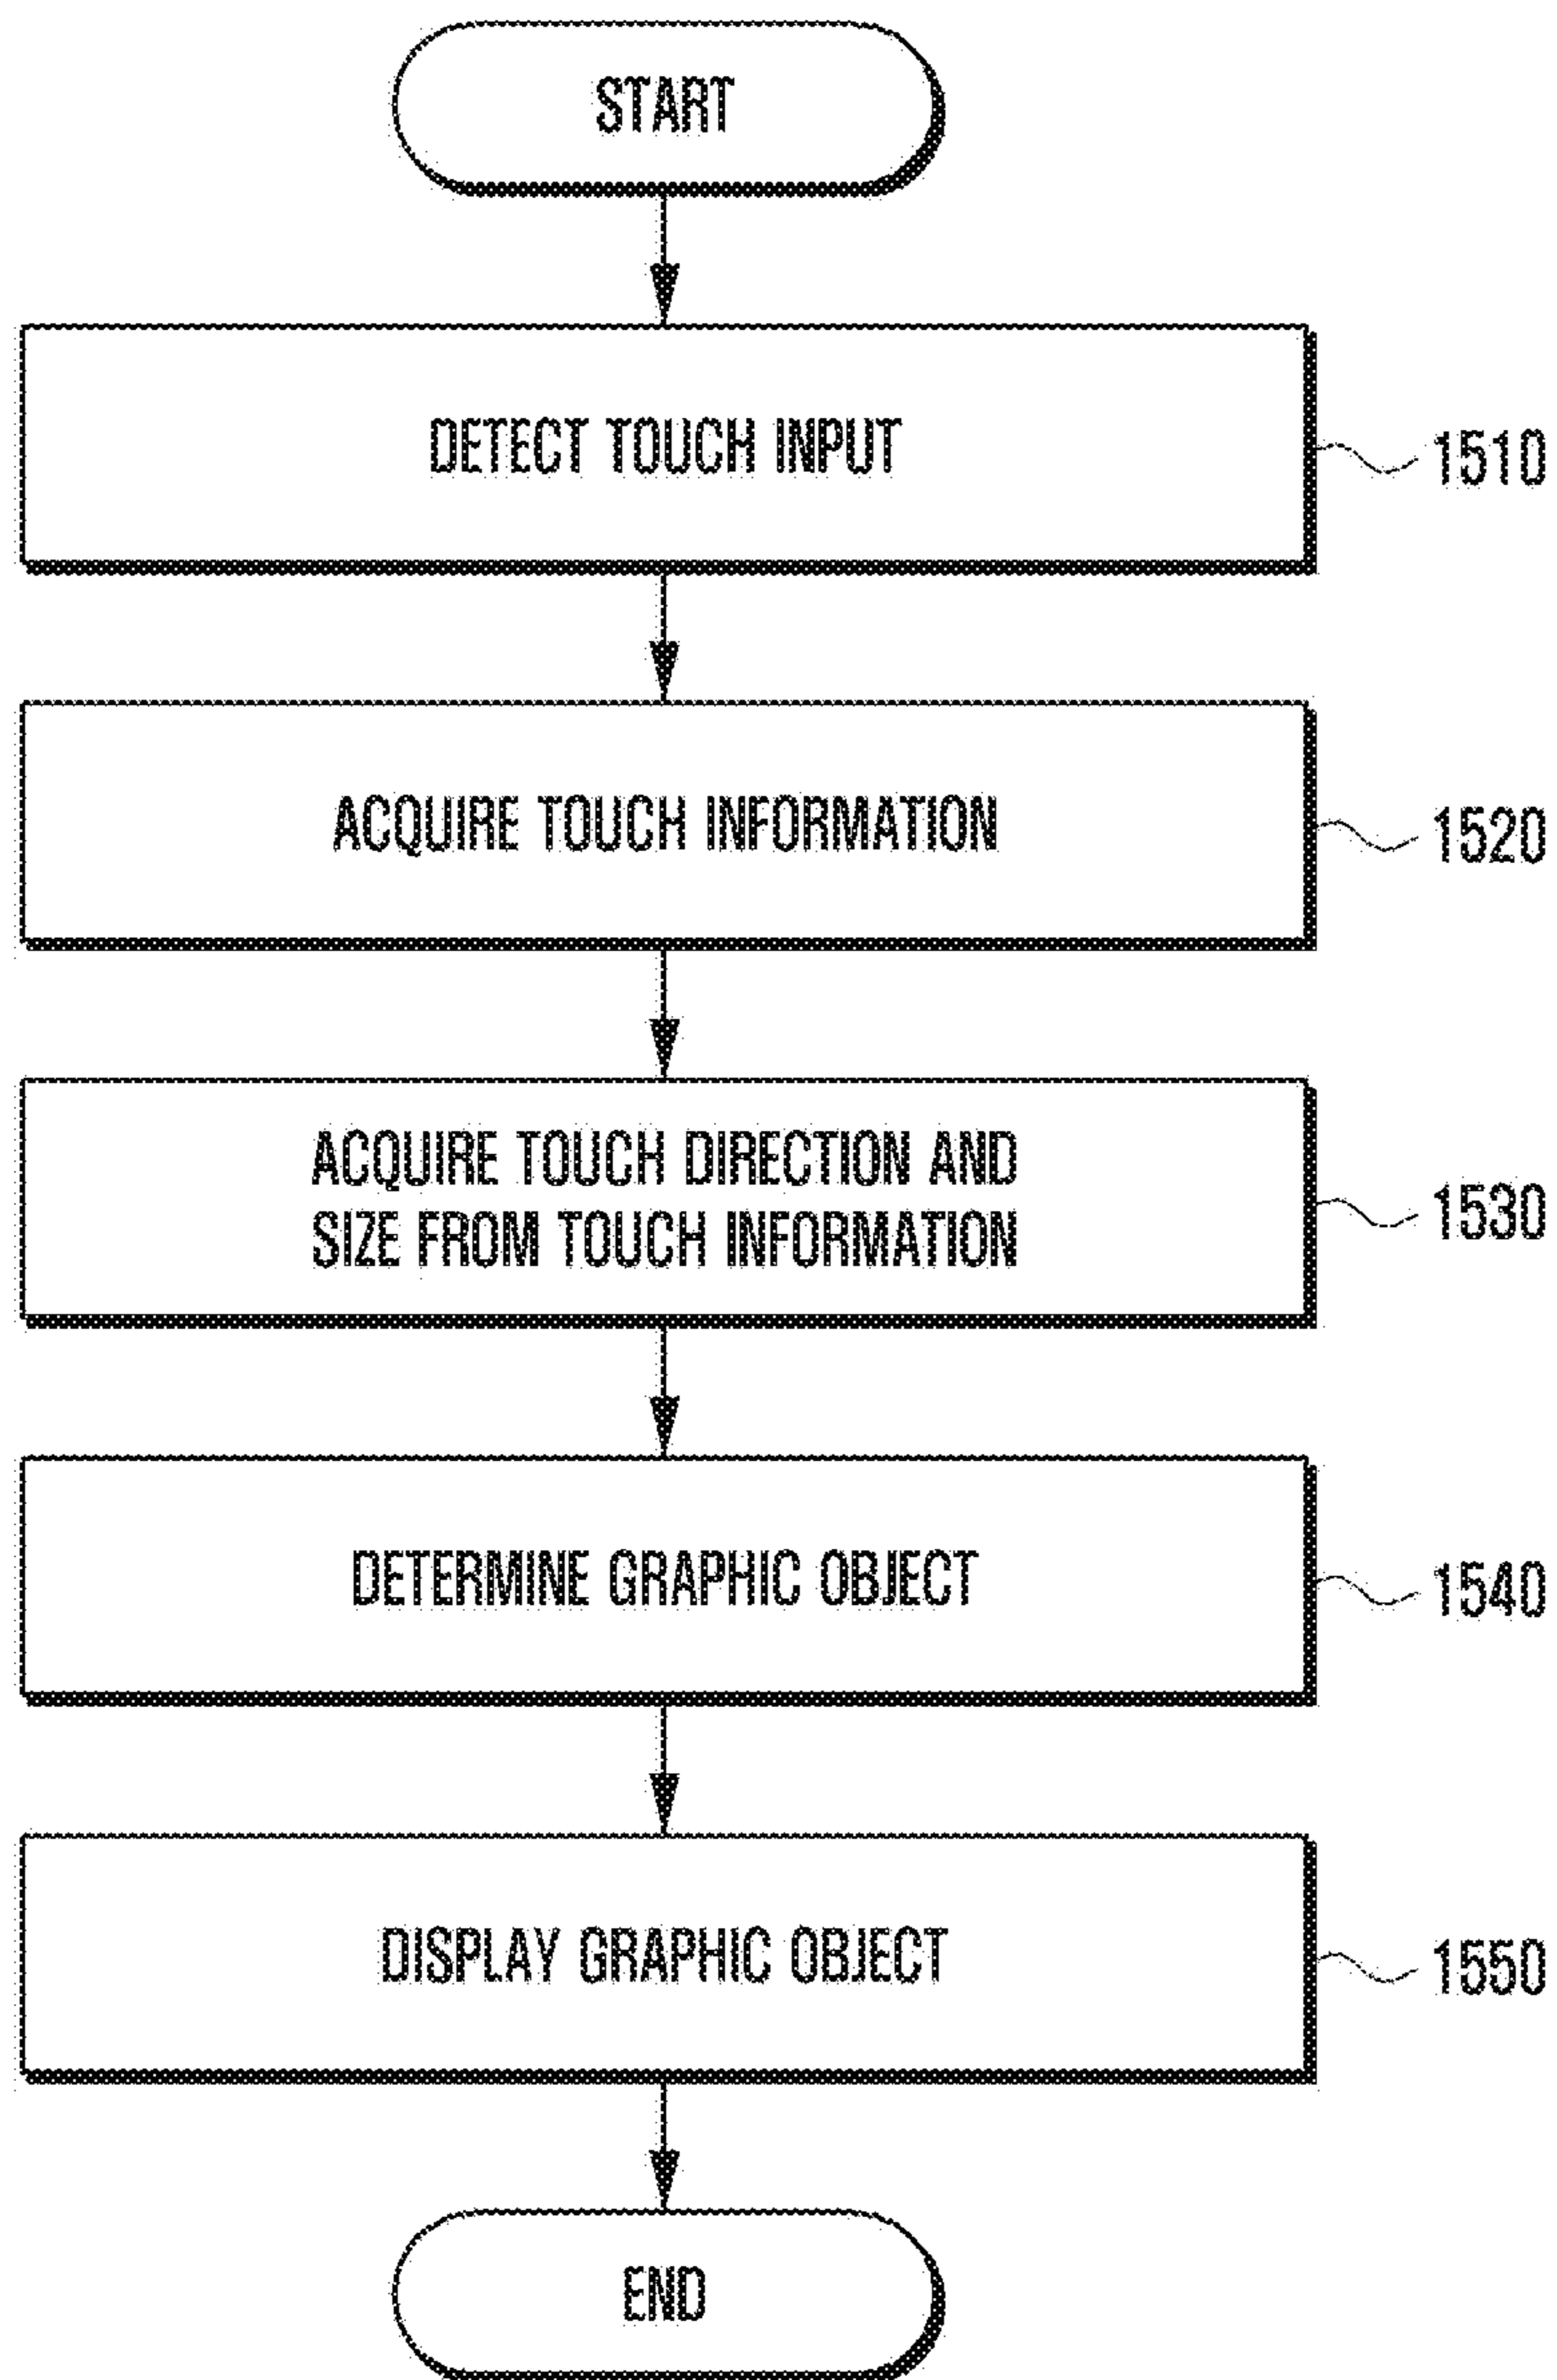 START
DETECT TOUCH INPUT
1510
ACQUIRE TOUCH INFORMATION
1520
ACQUIRE TOUCH DIRECTION AND
SIZE FROM TOUCH INFORMATION
1530
DETERMINE GRAPHIC OBJECT
1540
DISPLAY GRAPHIC OBJECT
1550
END